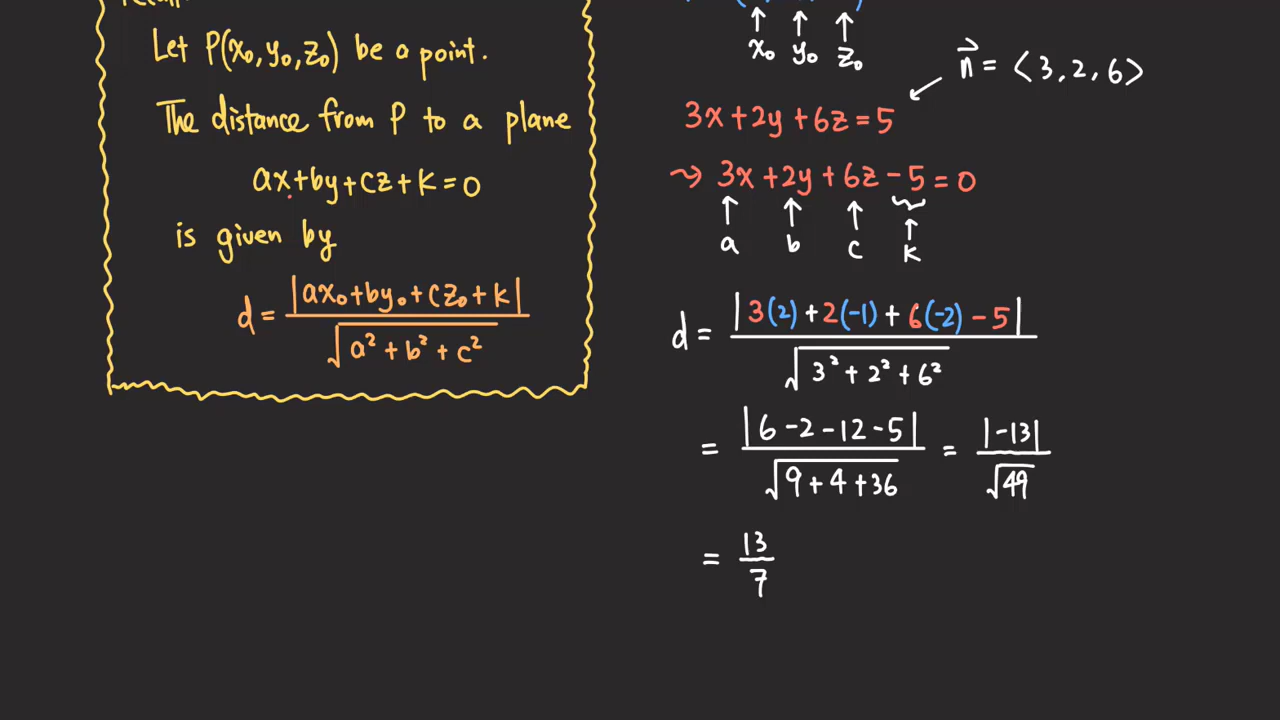 Let P(x₀, y₀, z₀) be a point.
The distance from P to a plane
ax+by+cz+k=0
is given by
d = |ax₀+by₀+cz₀+k| / √(a²+b²+c²)
x₀ y₀ z₀
n⃗ = ⟨3, 2, 6⟩
3x+2y+6z=5
⇝ 3x+2y+6z-5=0
a b c k
d = |3(2)+2(-1)+6(-2)-5| / √(3²+2²+6²)
= |6-2-12-5| / √(9+4+36) = |-13| / √49
= 13/7